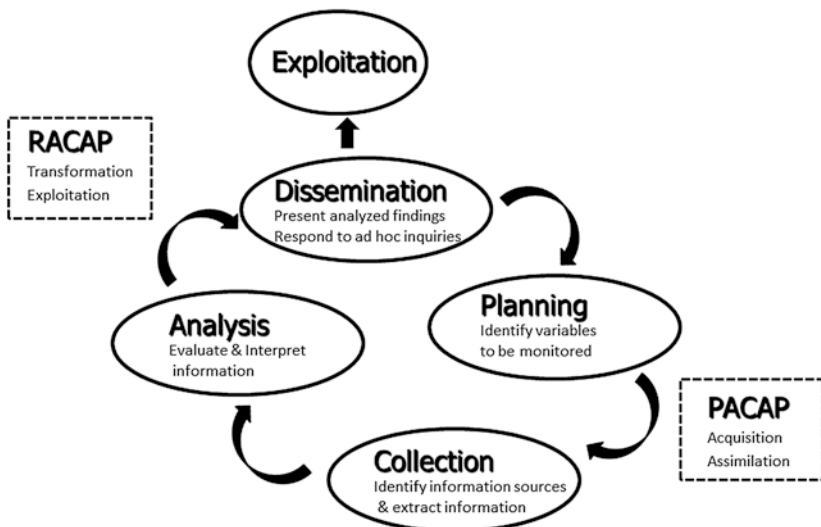 Exploitation
RACAP
Transformation
Exploitation
Dissemination
Present analyzed findings
Respond to ad hoc inquiries
Analysis
Evaluate & Interpret
information
Planning
Identify variables
to be monitored
PACAP
Acquisition
Assimilation
Collection
Identify information sources
& extract information